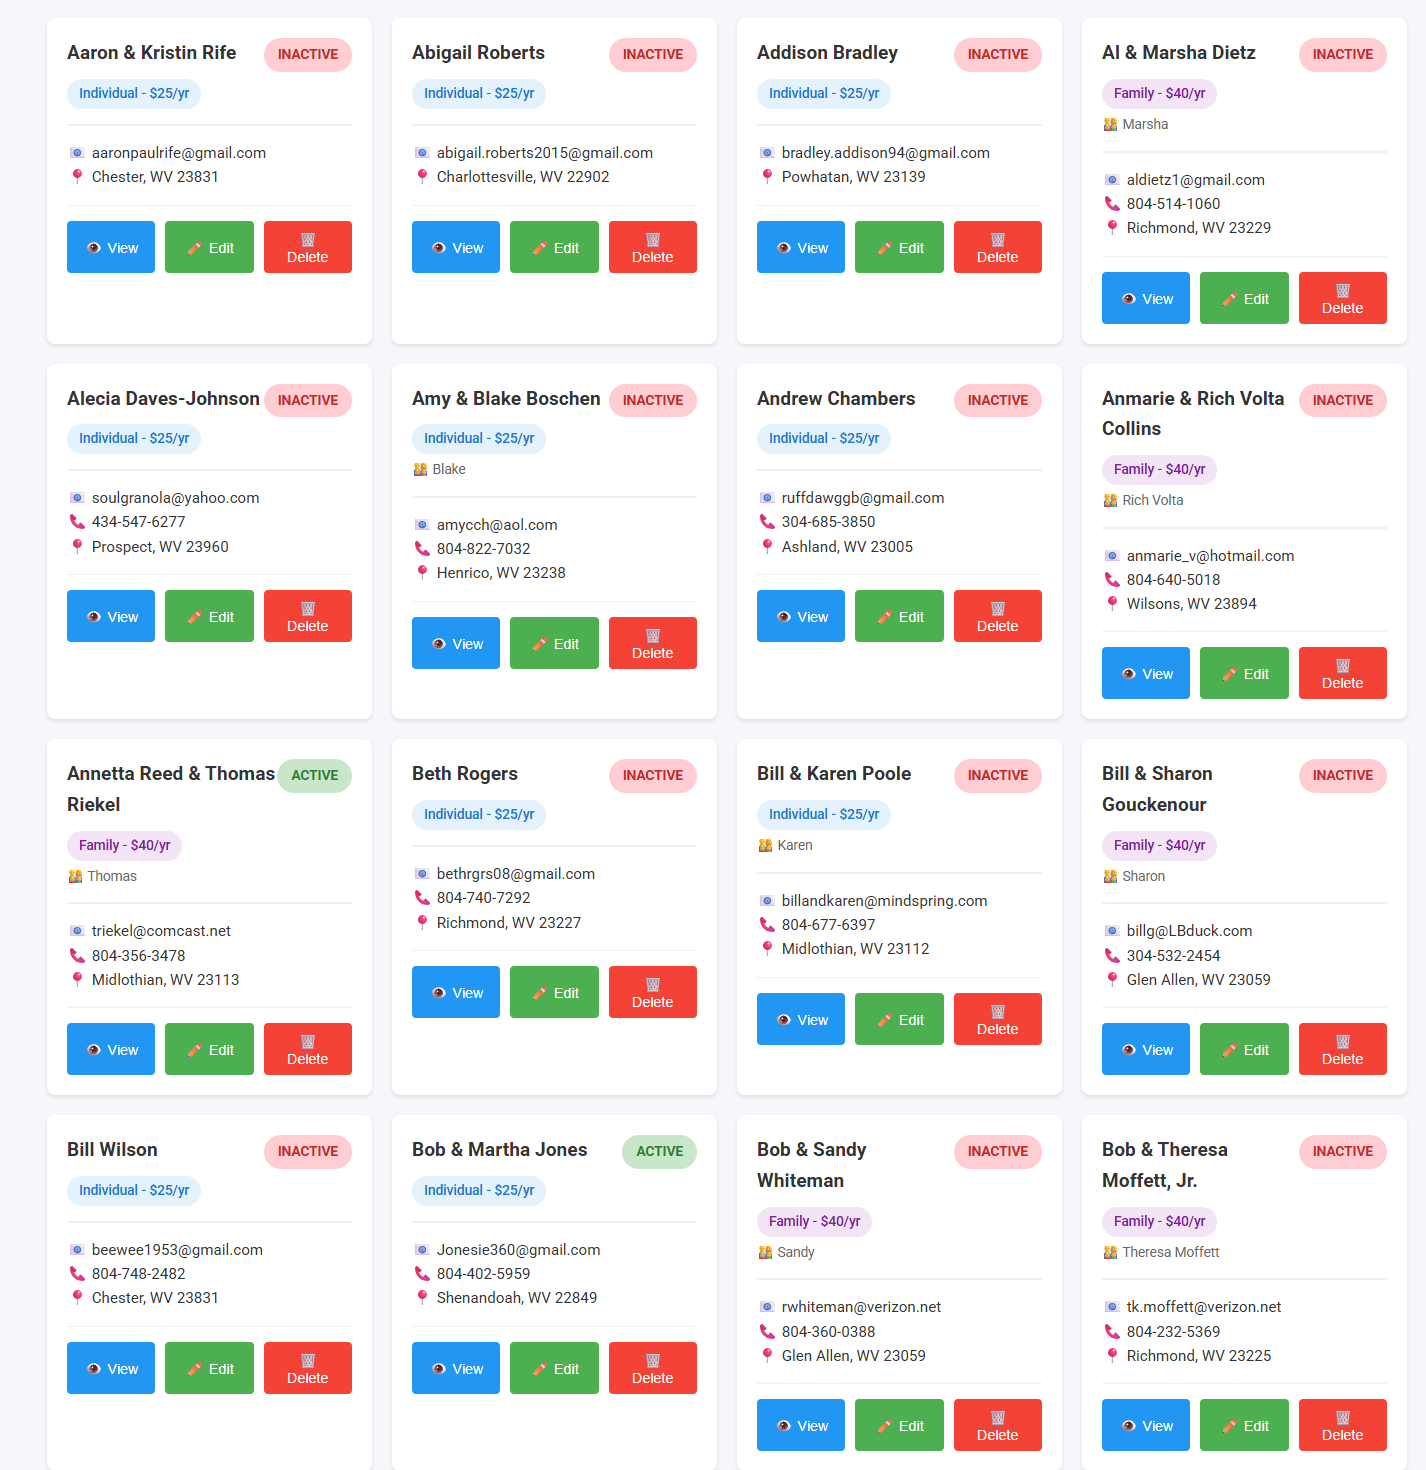 Aaron & Kristin Rife
INACTIVE
Individual - $25/yr
aaronpaulrife@gmail.com
Chester, WV 23831
View
Edit
Delete
Abigail Roberts
INACTIVE
Individual - $25/yr
abigail.roberts2015@gmail.com
Charlottesville, WV 22902
View
Edit
Delete
Addison Bradley
INACTIVE
Individual - $25/yr
bradley.addison94@gmail.com
Powhatan, WV 23139
View
Edit
Delete
Al & Marsha Dietz
INACTIVE
Family - $40/yr
Marsha
aldietz1@gmail.com
804-514-1060
Richmond, WV 23229
View
Edit
Delete
Alecia Daves-Johnson
INACTIVE
Individual - $25/yr
soulgranola@yahoo.com
434-547-6277
Prospect, WV 23960
View
Edit
Delete
Amy & Blake Boschen
INACTIVE
Individual - $25/yr
Blake
amycch@aol.com
804-822-7032
Henrico, WV 23238
View
Edit
Delete
Andrew Chambers
INACTIVE
Individual - $25/yr
ruffdawggb@gmail.com
304-685-3850
Ashland, WV 23005
View
Edit
Delete
Anmarie & Rich Volta
Collins
INACTIVE
Family - $40/yr
Rich Volta
anmarie_v@hotmail.com
804-640-5018
Wilsons, WV 23894
View
Edit
Delete
Annetta Reed & Thomas
Riekel
ACTIVE
Family - $40/yr
Thomas
triekel@comcast.net
804-356-3478
Midlothian, WV 23113
View
Edit
Delete
Beth Rogers
INACTIVE
Individual - $25/yr
bethrgrs08@gmail.com
804-740-7292
Richmond, WV 23227
View
Edit
Delete
Bill & Karen Poole
INACTIVE
Individual - $25/yr
Karen
billandkaren@mindspring.com
804-677-6397
Midlothian, WV 23112
View
Edit
Delete
Bill & Sharon
Gouckenour
INACTIVE
Family - $40/yr
Sharon
billg@LBduck.com
304-532-2454
Glen Allen, WV 23059
View
Edit
Delete
Bill Wilson
INACTIVE
Individual - $25/yr
beewee1953@gmail.com
804-748-2482
Chester, WV 23831
View
Edit
Delete
Bob & Martha Jones
ACTIVE
Individual - $25/yr
Jonesie360@gmail.com
804-402-5959
Shenandoah, WV 22849
View
Edit
Delete
Bob & Sandy
Whiteman
INACTIVE
Family - $40/yr
Sandy
rwhiteman@verizon.net
804-360-0388
Glen Allen, WV 23059
View
Edit
Delete
Bob & Theresa
Moffett, Jr.
INACTIVE
Family - $40/yr
Theresa Moffett
tk.moffett@verizon.net
804-232-5369
Richmond, WV 23225
View
Edit
Delete